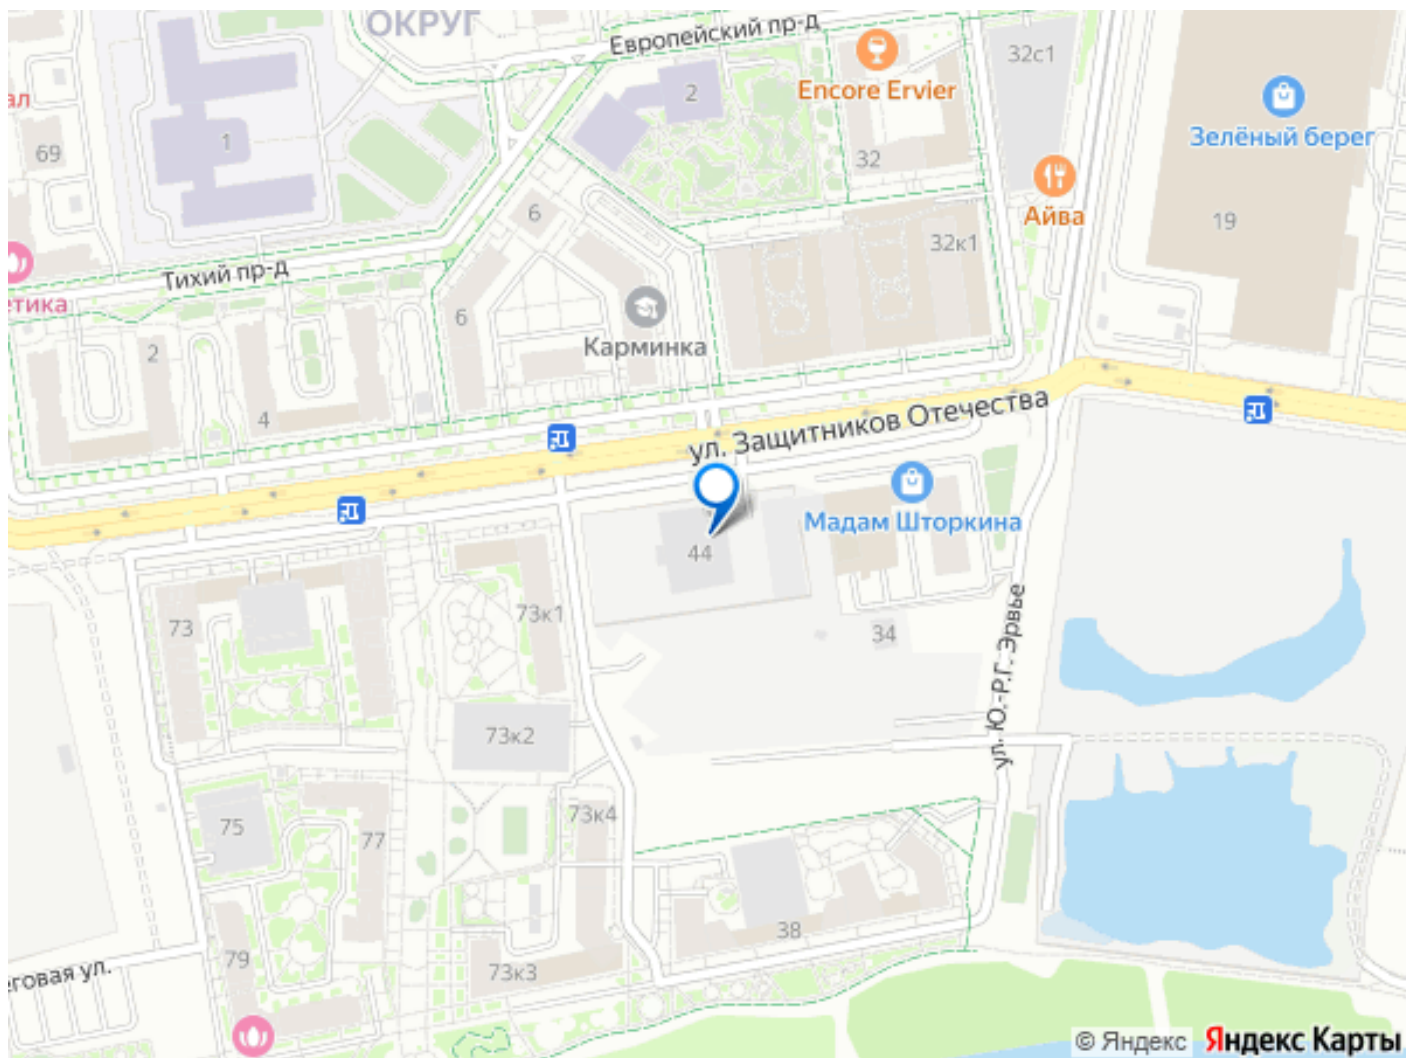 ОКРУГ
Европейский пр-д
32с1
2
Encore Ervier
Зелёный берег
ал
1
69
32
Айва
6
19
32к1
Тихий пр-д
етика
6
Карминка
2
4
ул. Защитников Отечества
Мадам Шторкина
44
73к1
73
34
ул. Ю.-Р.Г. Эрвье
73к2
75
73к4
77
38
79
73к3
еговая ул.
© Яндекс Яндекс Карты